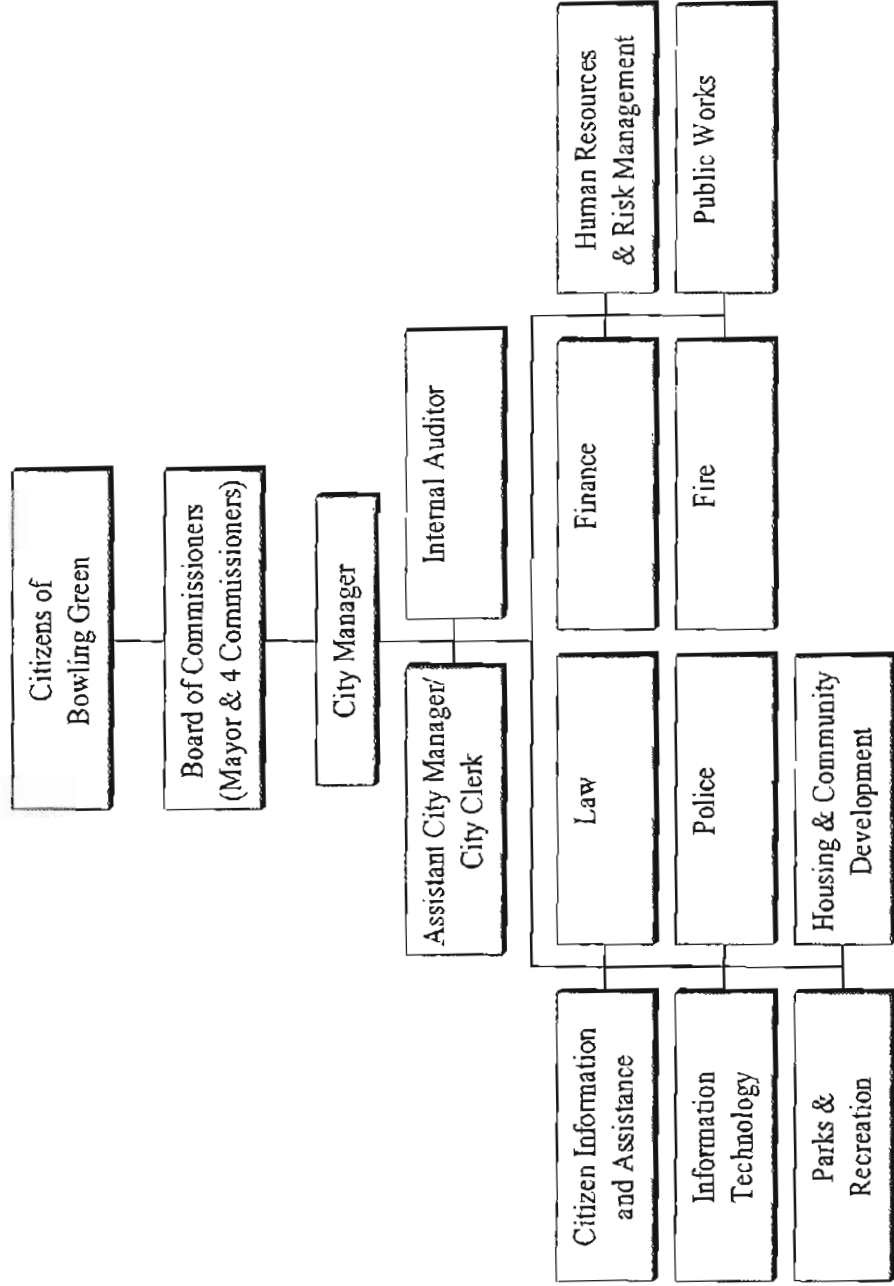 Citizens of
Bowling Green
Board of Commissioners
(Mayor & 4 Commissioners)
City Manager
Assistant City Manager/
City Clerk
Internal Auditor
Citizen Information
and Assistance
Law
Finance
Human Resources
& Risk Management
Information
Technology
Police
Fire
Public Works
Parks &
Recreation
Housing & Community
Development